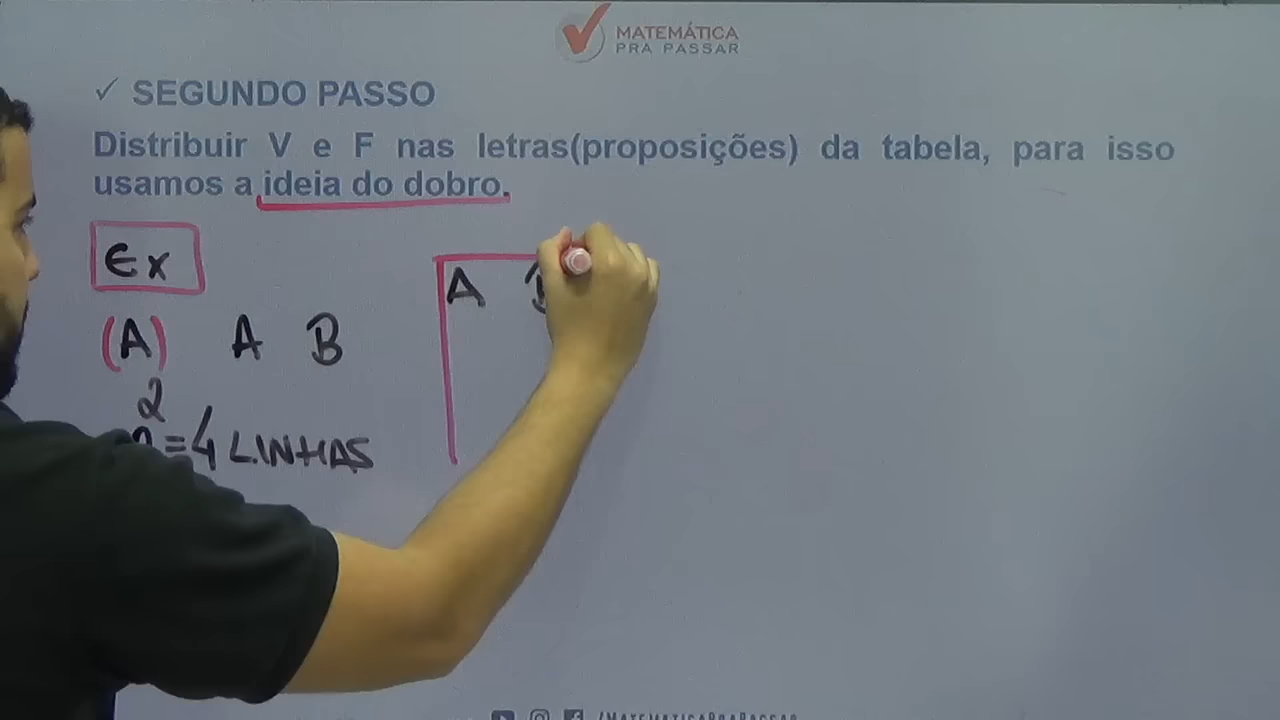 MATEMÁTICA
PRA PASSAR
✓ SEGUNDO PASSO
Distribuir V e F nas letras(proposições) da tabela, para isso
usamos a ideia do dobro.
Ex
(A) A B
A
2
=4 LINHAS
/MATEMATICAPRAPASSAR